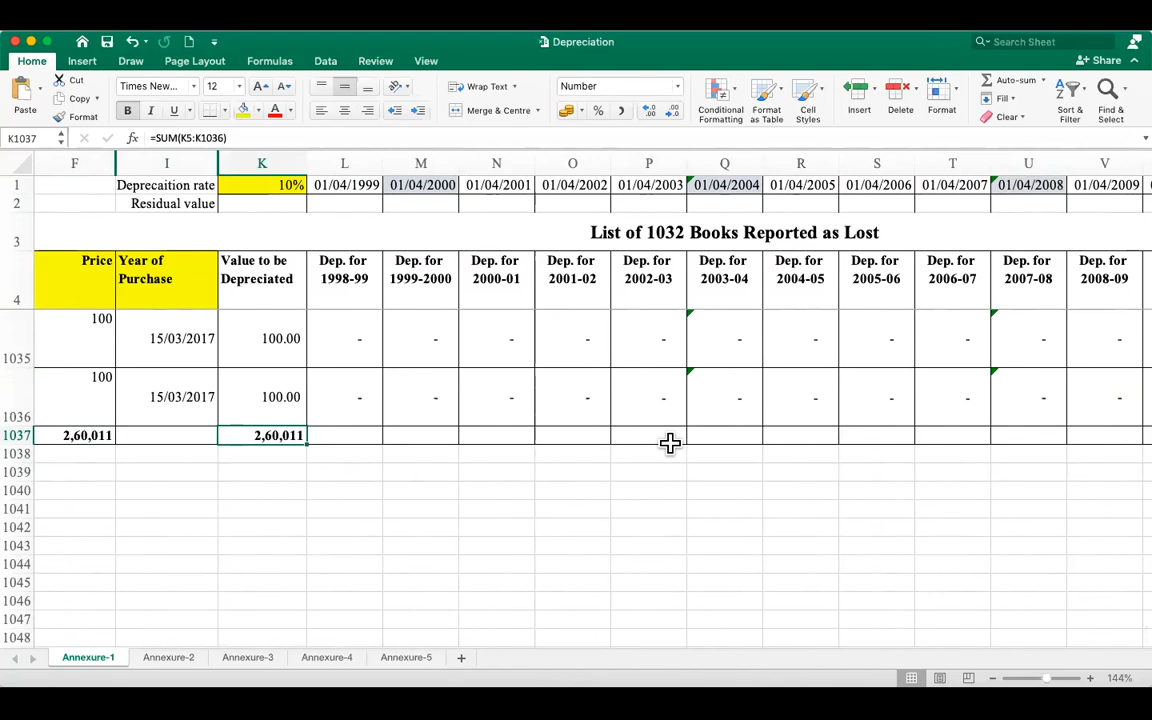 Depreciation
Search Sheet
Home Insert Draw Page Layout Formulas Data Review View Share
Paste Cut Copy Format
Times New... 12 A A
B I U A
Wrap Text
Merge & Centre
Number
%
Conditional Formatting
Format as Table
Cell Styles
Insert Delete Format
Auto-sum
Fill
Clear
Sort & Filter
Find & Select
K1037 fx =SUM(K5:K1036)
F I K L M N O P Q R S T U V
1 Deprecaition rate 10% 01/04/1999 01/04/2000 01/04/2001 01/04/2002 01/04/2003 01/04/2004 01/04/2005 01/04/2006 01/04/2007 01/04/2008 01/04/2009
2 Residual value
3 List of 1032 Books Reported as Lost
4 Price Year of Purchase Value to be Depreciated Dep. for 1998-99 Dep. for 1999-2000 Dep. for 2000-01 Dep. for 2001-02 Dep. for 2002-03 Dep. for 2003-04 Dep. for 2004-05 Dep. for 2005-06 Dep. for 2006-07 Dep. for 2007-08 Dep. for 2008-09
1035 100 15/03/2017 100.00 - - - - - - - - - - -
1036 100 15/03/2017 100.00 - - - - - - - - - - -
1037 2,60,011 2,60,011
1038
1039
1040
1041
1042
1043
1044
1045
1046
1047
1048
Annexure-1 Annexure-2 Annexure-3 Annexure-4 Annexure-5 +
144%